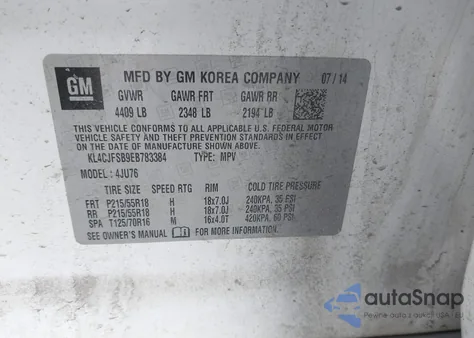 GM
MFD BY GM KOREA COMPANY 07/14
GVWR GAWR FRT GAWR RR
4409 LB 2348 LB 2194 LB
THIS VEHICLE CONFORMS TO ALL APPLICABLE U.S. FEDERAL MOTOR
VEHICLE SAFETY, BUMPER, AND THEFT PREVENTION STANDARDS IN EFFECT ON THE
DATE OF MANUFACTURE SHOWN ABOVE.
KL4CJFSB9EB783384 TYPE: MPV
MODEL: 4JU76
TIRE SIZE SPEED RTG RIM COLD TIRE PRESSURE
FRT P215/55R18 H 18x7.0J 240KPA, 35 PSI
RR P215/55R18 H 18x7.0J 240KPA, 35 PSI
SPA T125/70R16 M 16x4.0T 420KPA, 60 PSI
SEE OWNER'S MANUAL FOR MORE INFORMATION.
autoSnap